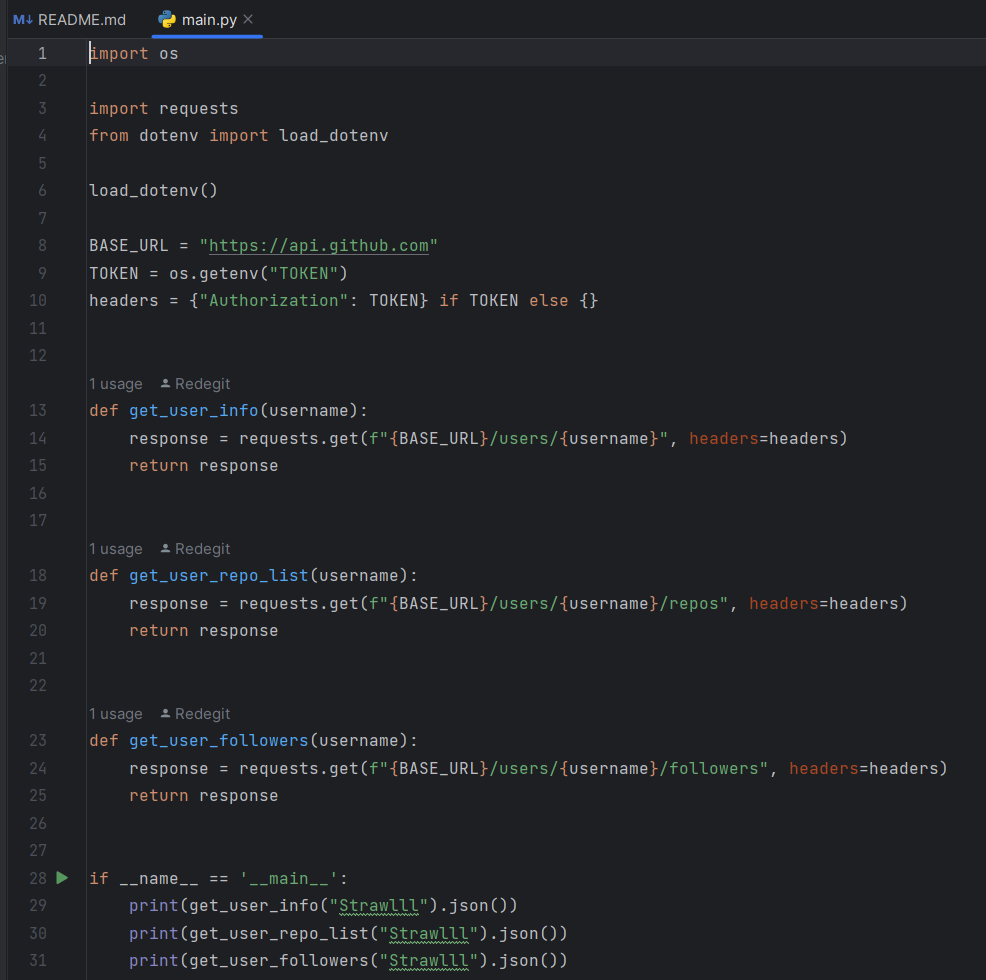 M↓ README.md main.py ×
1 import os
2
3 import requests
4 from dotenv import load_dotenv
5
6 load_dotenv()
7
8 BASE_URL = "https://api.github.com"
9 TOKEN = os.getenv("TOKEN")
10 headers = {"Authorization": TOKEN} if TOKEN else {}
11
12
1 usage Redegit
13 def get_user_info(username):
14     response = requests.get(f"{BASE_URL}/users/{username}", headers=headers)
15     return response
16
17
1 usage Redegit
18 def get_user_repo_list(username):
19     response = requests.get(f"{BASE_URL}/users/{username}/repos", headers=headers)
20     return response
21
22
1 usage Redegit
23 def get_user_followers(username):
24     response = requests.get(f"{BASE_URL}/users/{username}/followers", headers=headers)
25     return response
26
27
28 if __name__ == '__main__':
29     print(get_user_info("Strawlll").json())
30     print(get_user_repo_list("Strawlll").json())
31     print(get_user_followers("Strawlll").json())